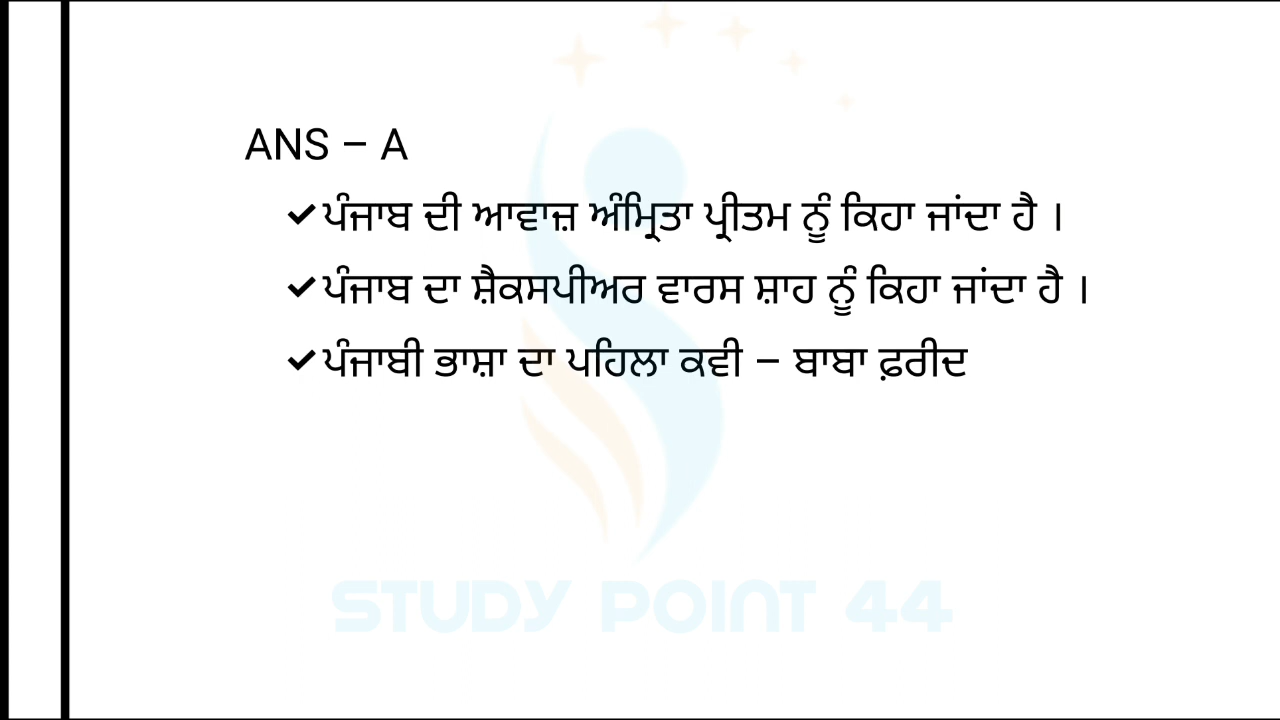 ANS – A
✓ਪੰਜਾਬ ਦੀ ਆਵਾਜ਼ ਅੰਮ੍ਰਿਤਾ ਪ੍ਰੀਤਮ ਨੂੰ ਕਿਹਾ ਜਾਂਦਾ ਹੈ ।
✓ਪੰਜਾਬ ਦਾ ਸ਼ੈਕਸਪੀਅਰ ਵਾਰਸ ਸ਼ਾਹ ਨੂੰ ਕਿਹਾ ਜਾਂਦਾ ਹੈ ।
✓ਪੰਜਾਬੀ ਭਾਸ਼ਾ ਦਾ ਪਹਿਲਾ ਕਵੀ – ਬਾਬਾ ਫ਼ਰੀਦ
STUDY POINT 44